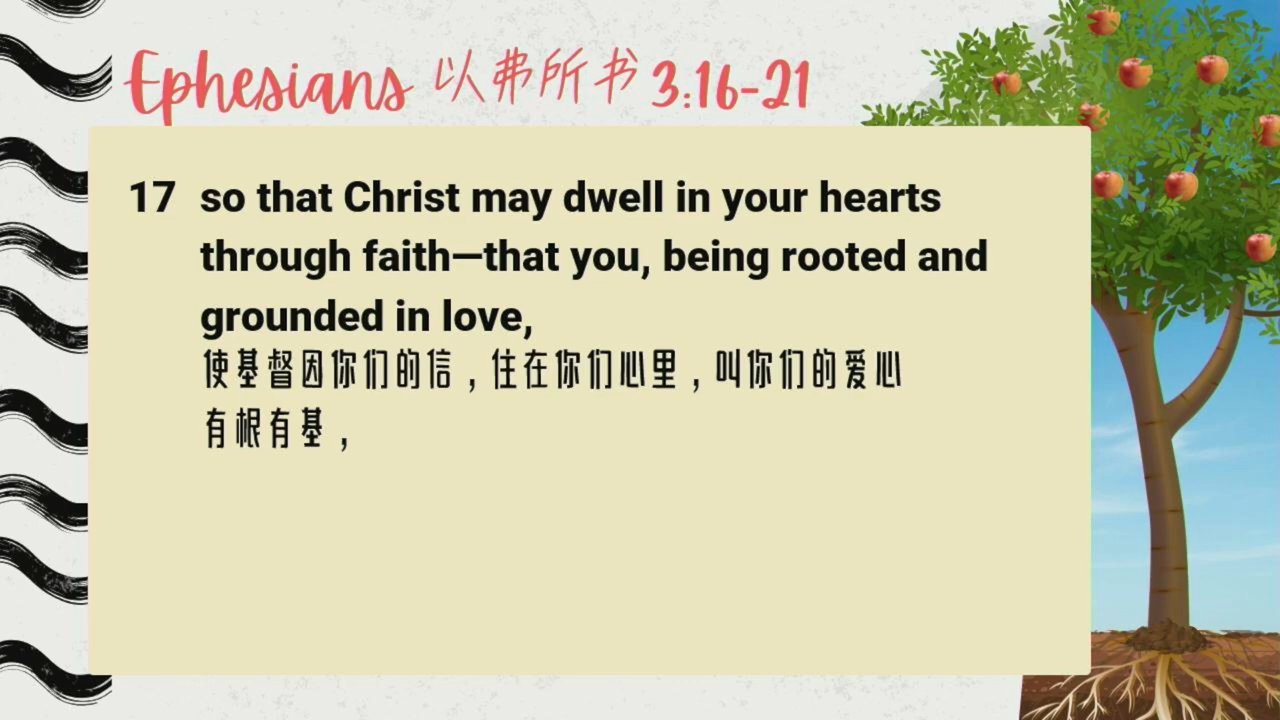 Ephesians 以弗所书 3:16-21
17 so that Christ may dwell in your hearts
through faith—that you, being rooted and
grounded in love,
使基督因你们的信，住在你们心里，叫你们的爱心
有根有基，